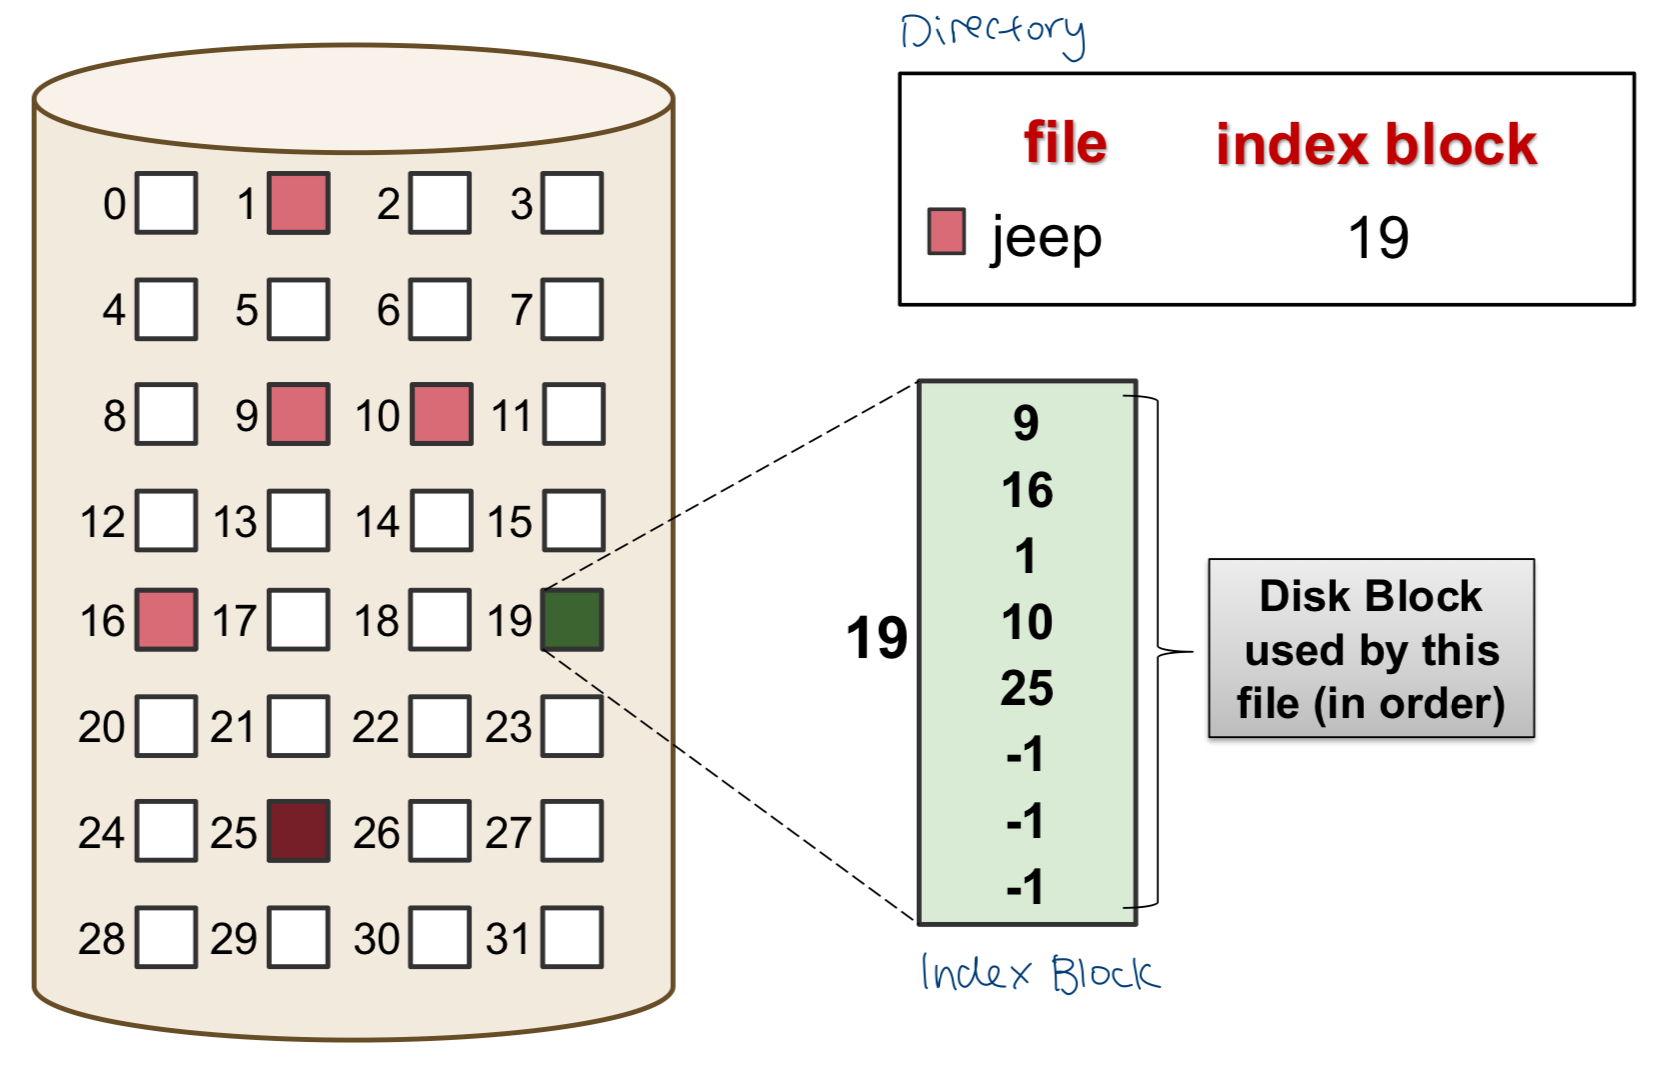 Directory
file index block
jeep 19
0 1 2 3
4 5 6 7
8 9 10 11
12 13 14 15
16 17 18 19
20 21 22 23
24 25 26 27
28 29 30 31
19
9
16
1
10
25
-1
-1
-1
Index Block
Disk Block
used by this
file (in order)